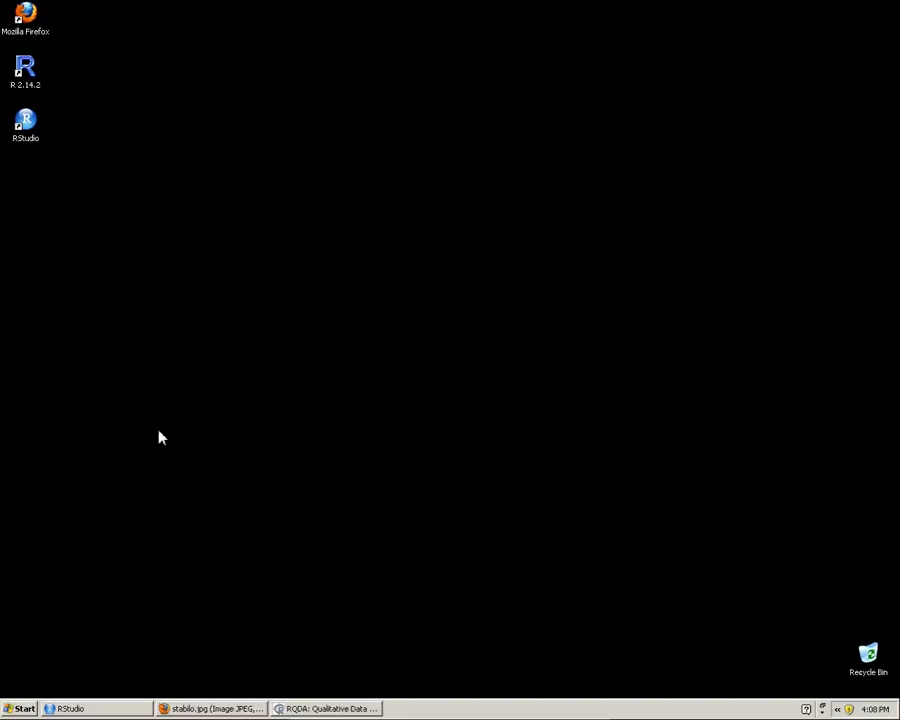 Mozilla Firefox
R 2.14.2
RStudio
Recycle Bin
Start
RStudio
stabilo.jpg (Image JPEG,...
RQDA: Qualitative Data ...
4:08 PM